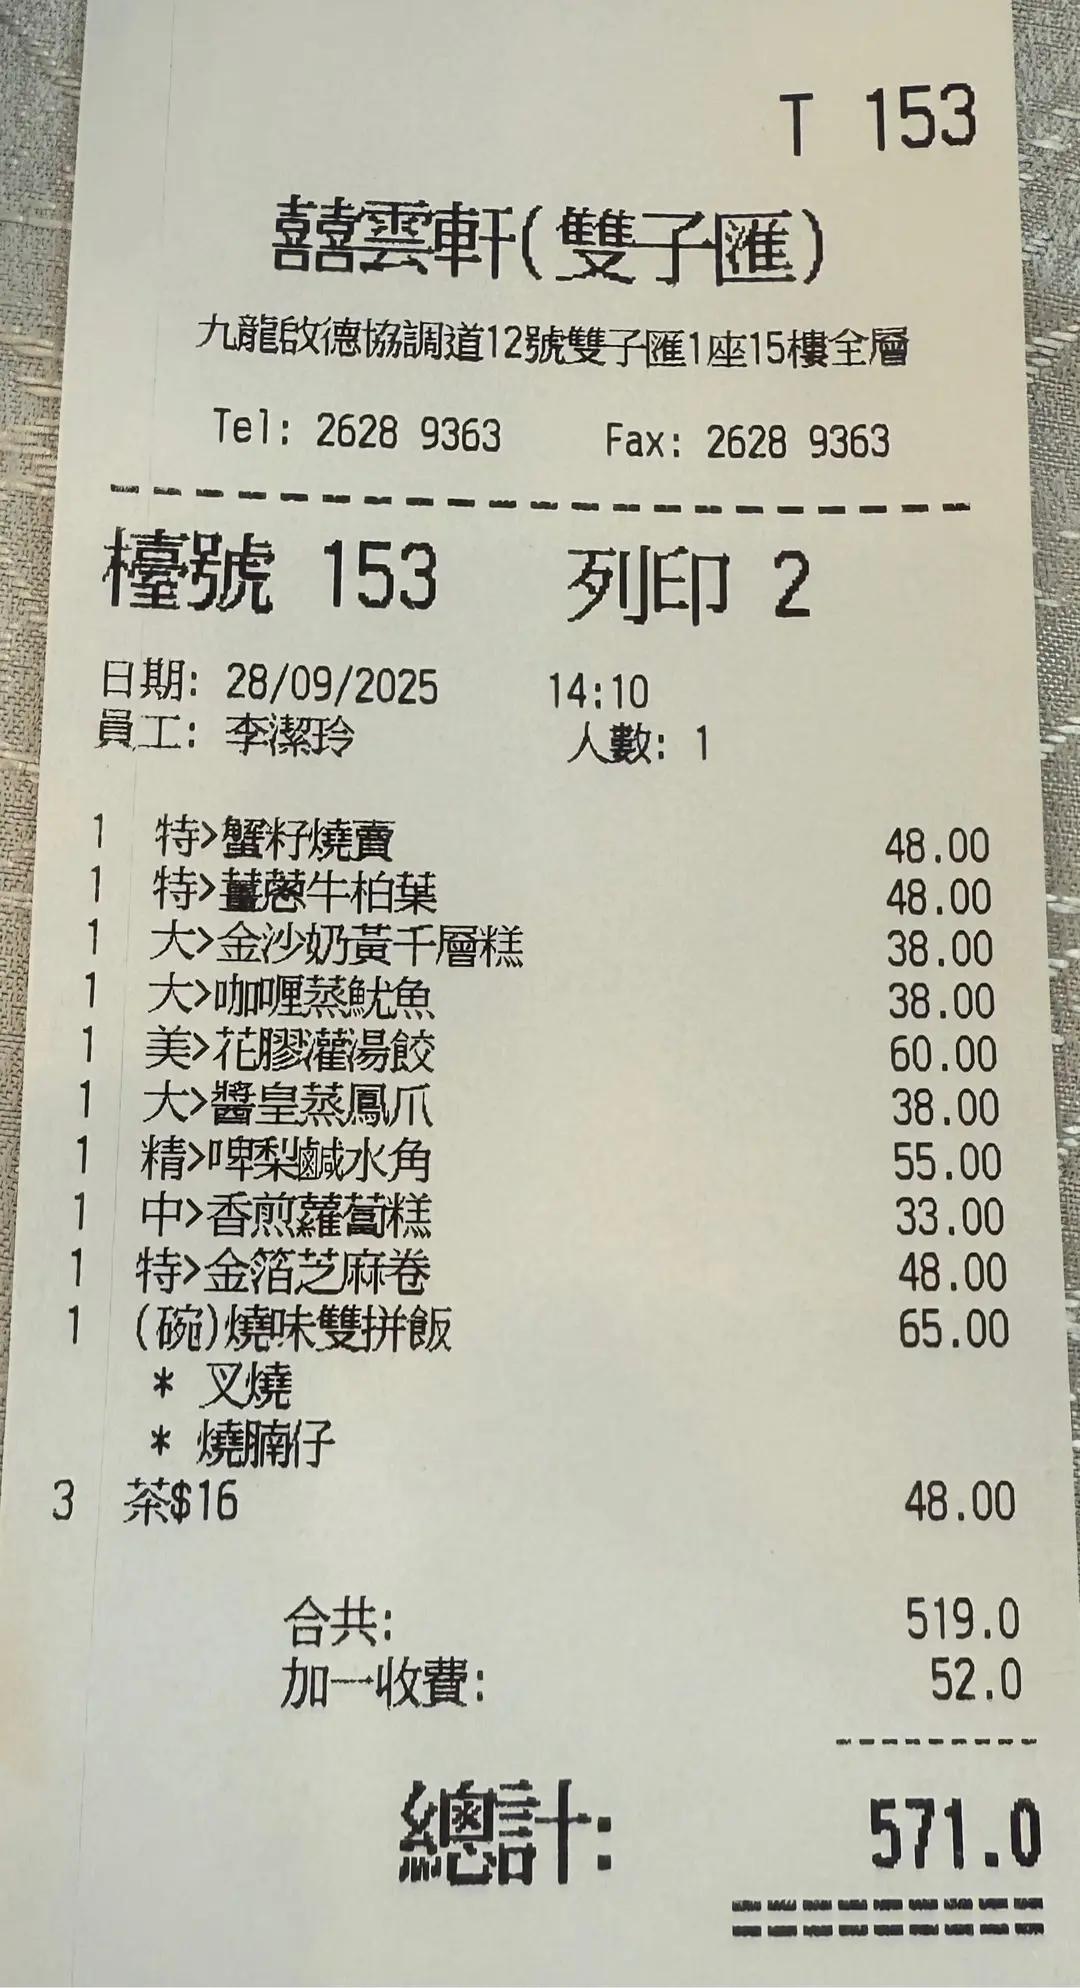 T 153
囍雲軒(雙子匯)
九龍啟德協調道12號雙子匯1座15樓全層
Tel: 2628 9363 Fax: 2628 9363
檯號 153 列印 2
日期: 28/09/2025 14:10
員工: 李潔玲 人數: 1
1 特>蟹籽燒賣 48.00
1 特>薑蔥牛柏葉 48.00
1 大>金沙奶黃千層糕 38.00
1 大>咖喱蒸魷魚 38.00
1 美>花膠灌湯餃 60.00
1 大>醬皇蒸鳳爪 38.00
1 精>啤梨鹹水角 55.00
1 中>香煎蘿蔔糕 33.00
1 特>金箔芝麻卷 48.00
1 (碗)燒味雙拼飯 65.00
* 叉燒
* 燒腩仔
3 茶$16 48.00
合共: 519.0
加一收費: 52.0
總計: 571.0